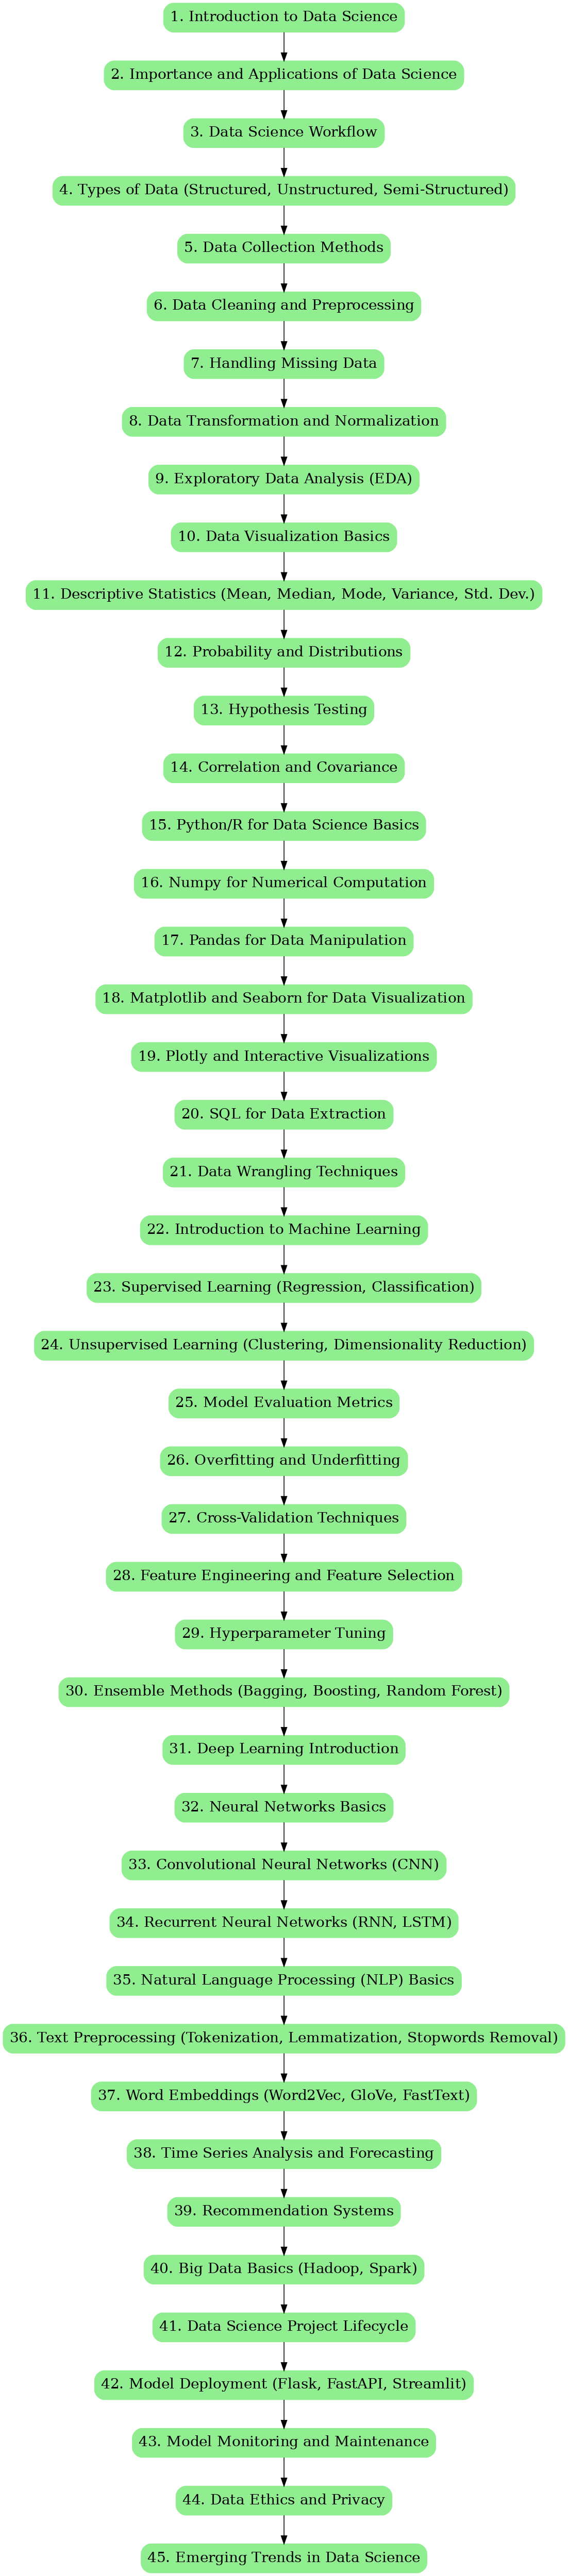 1. Introduction to Data Science
2. Importance and Applications of Data Science
3. Data Science Workflow
4. Types of Data (Structured, Unstructured, Semi-Structured)
5. Data Collection Methods
6. Data Cleaning and Preprocessing
7. Handling Missing Data
8. Data Transformation and Normalization
9. Exploratory Data Analysis (EDA)
10. Data Visualization Basics
11. Descriptive Statistics (Mean, Median, Mode, Variance, Std. Dev.)
12. Probability and Distributions
13. Hypothesis Testing
14. Correlation and Covariance
15. Python/R for Data Science Basics
16. Numpy for Numerical Computation
17. Pandas for Data Manipulation
18. Matplotlib and Seaborn for Data Visualization
19. Plotly and Interactive Visualizations
20. SQL for Data Extraction
21. Data Wrangling Techniques
22. Introduction to Machine Learning
23. Supervised Learning (Regression, Classification)
24. Unsupervised Learning (Clustering, Dimensionality Reduction)
25. Model Evaluation Metrics
26. Overfitting and Underfitting
27. Cross-Validation Techniques
28. Feature Engineering and Feature Selection
29. Hyperparameter Tuning
30. Ensemble Methods (Bagging, Boosting, Random Forest)
31. Deep Learning Introduction
32. Neural Networks Basics
33. Convolutional Neural Networks (CNN)
34. Recurrent Neural Networks (RNN, LSTM)
35. Natural Language Processing (NLP) Basics
36. Text Preprocessing (Tokenization, Lemmatization, Stopwords Removal)
37. Word Embeddings (Word2Vec, GloVe, FastText)
38. Time Series Analysis and Forecasting
39. Recommendation Systems
40. Big Data Basics (Hadoop, Spark)
41. Data Science Project Lifecycle
42. Model Deployment (Flask, FastAPI, Streamlit)
43. Model Monitoring and Maintenance
44. Data Ethics and Privacy
45. Emerging Trends in Data Science